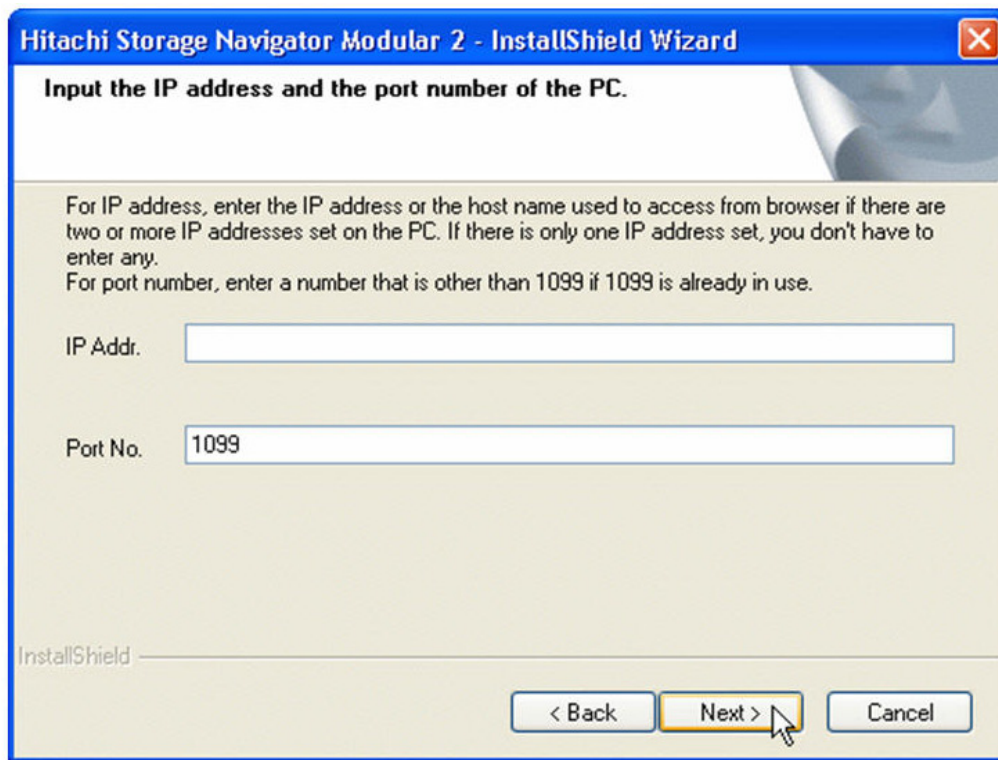 Hitachi Storage Navigator Modular 2 - InstallShield Wizard
Input the IP address and the port number of the PC.
For IP address, enter the IP address or the host name used to access from browser if there are
two or more IP addresses set on the PC. If there is only one IP address set, you don't have to
enter any.
For port number, enter a number that is other than 1099 if 1099 is already in use.
IP Addr.
Port No. 1099
InstallShield
< Back Next > Cancel